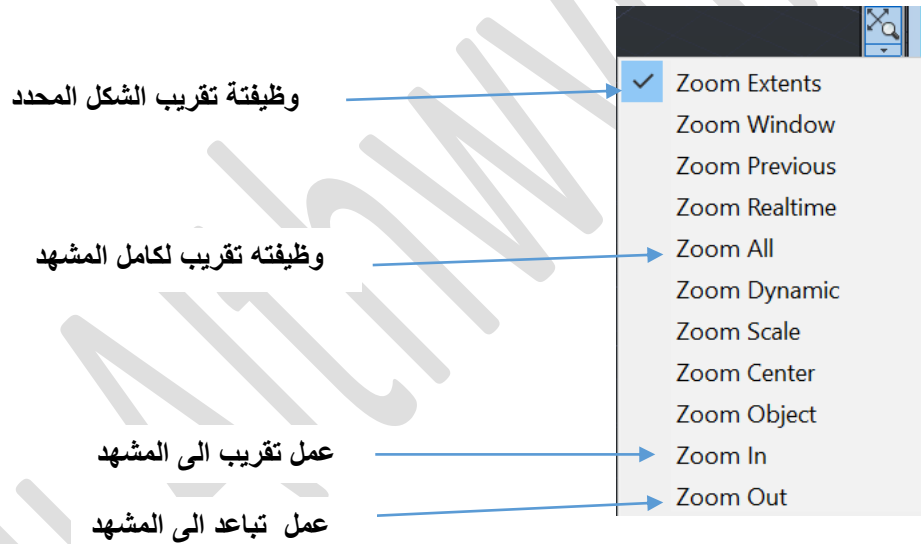 Zoom Extents
وظيفتة تقريب الشكل المحدد
Zoom Window
Zoom Previous
Zoom Realtime
Zoom All
وظيفته تقريب لكامل المشهد
Zoom Dynamic
Zoom Scale
Zoom Center
Zoom Object
Zoom In
عمل تقريب الى المشهد
Zoom Out
عمل تباعد الى المشهد